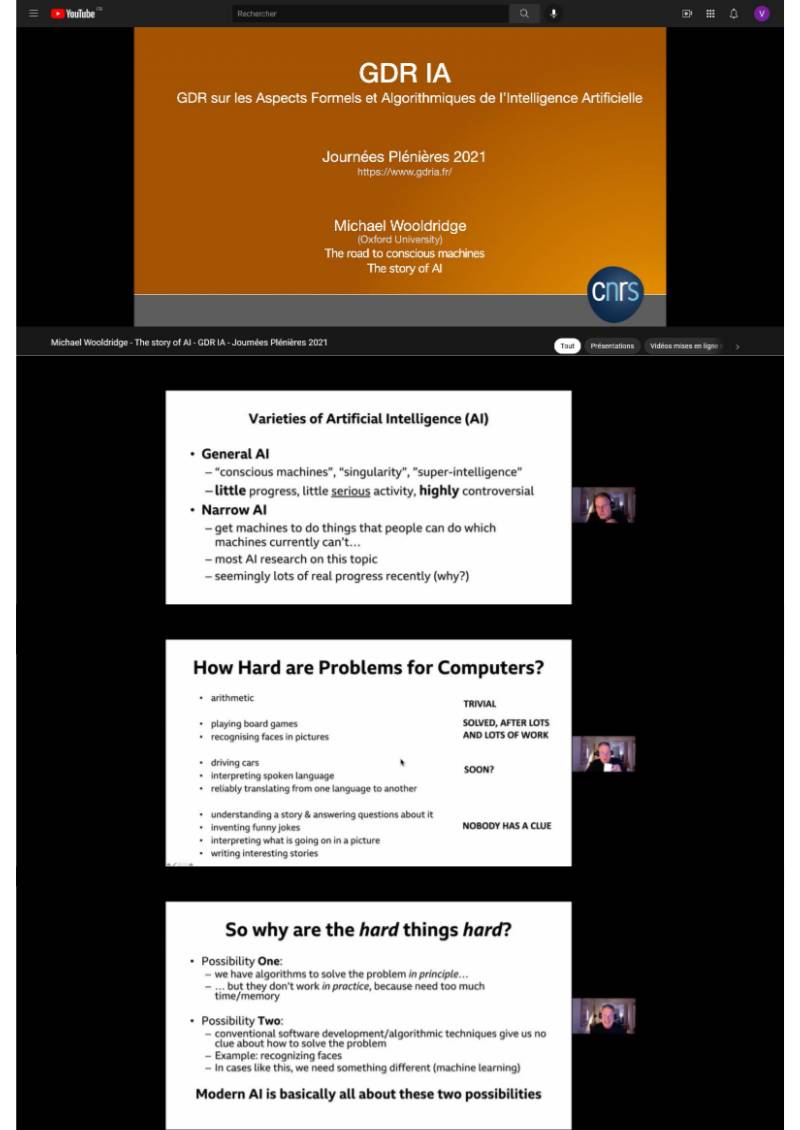 YouTube
Rechercher
V
GDR IA
GDR sur les Aspects Formels et Algorithmiques de l'Intelligence Artificielle
Journées Plénières 2021
https://www.gdria.fr/
Michael Wooldridge
(Oxford University)
The road to conscious machines
The story of AI
cnrs
Michael Wooldridge - The story of AI - GDR IA - Journées Plénières 2021
Tout
Présentations
Vidéos mises en ligne
Varieties of Artificial Intelligence (AI)
• General AI
– “conscious machines”, “singularity”, “super-intelligence”
– little progress, little serious activity, highly controversial
• Narrow AI
– get machines to do things that people can do which
machines currently can't…
– most AI research on this topic
– seemingly lots of real progress recently (why?)
How Hard are Problems for Computers?
• arithmetic
TRIVIAL
• playing board games
• recognising faces in pictures
SOLVED, AFTER LOTS
AND LOTS OF WORK
• driving cars
• interpreting spoken language
• reliably translating from one language to another
SOON?
• understanding a story & answering questions about it
• inventing funny jokes
• interpreting what is going on in a picture
• writing interesting stories
NOBODY HAS A CLUE
So why are the hard things hard?
• Possibility One:
– we have algorithms to solve the problem in principle…
– … but they don't work in practice, because need too much
time/memory
• Possibility Two:
– conventional software development/algorithmic techniques give us no
clue about how to solve the problem
– Example: recognizing faces
– In cases like this, we need something different (machine learning)
Modern AI is basically all about these two possibilities